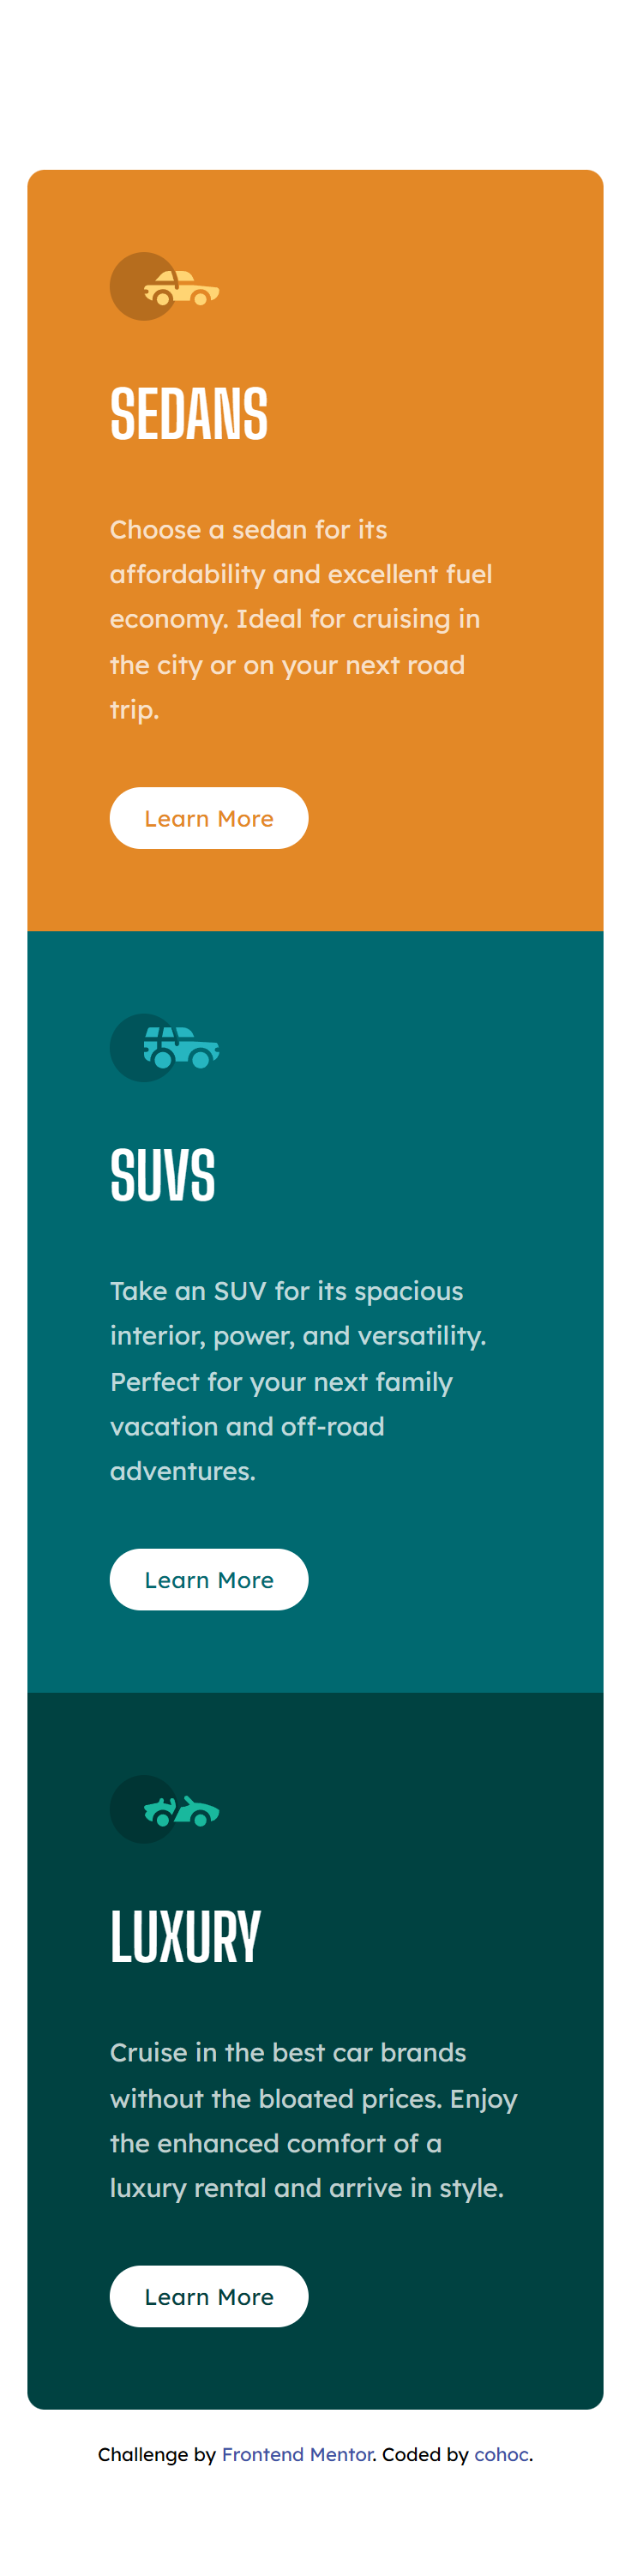 SEDANS
Choose a sedan for its
affordability and excellent fuel
economy. Ideal for cruising in
the city or on your next road
trip.
Learn More
SUVS
Take an SUV for its spacious
interior, power, and versatility.
Perfect for your next family
vacation and off-road
adventures.
Learn More
LUXURY
Cruise in the best car brands
without the bloated prices. Enjoy
the enhanced comfort of a
luxury rental and arrive in style.
Learn More
Challenge by Frontend Mentor. Coded by cohoc.